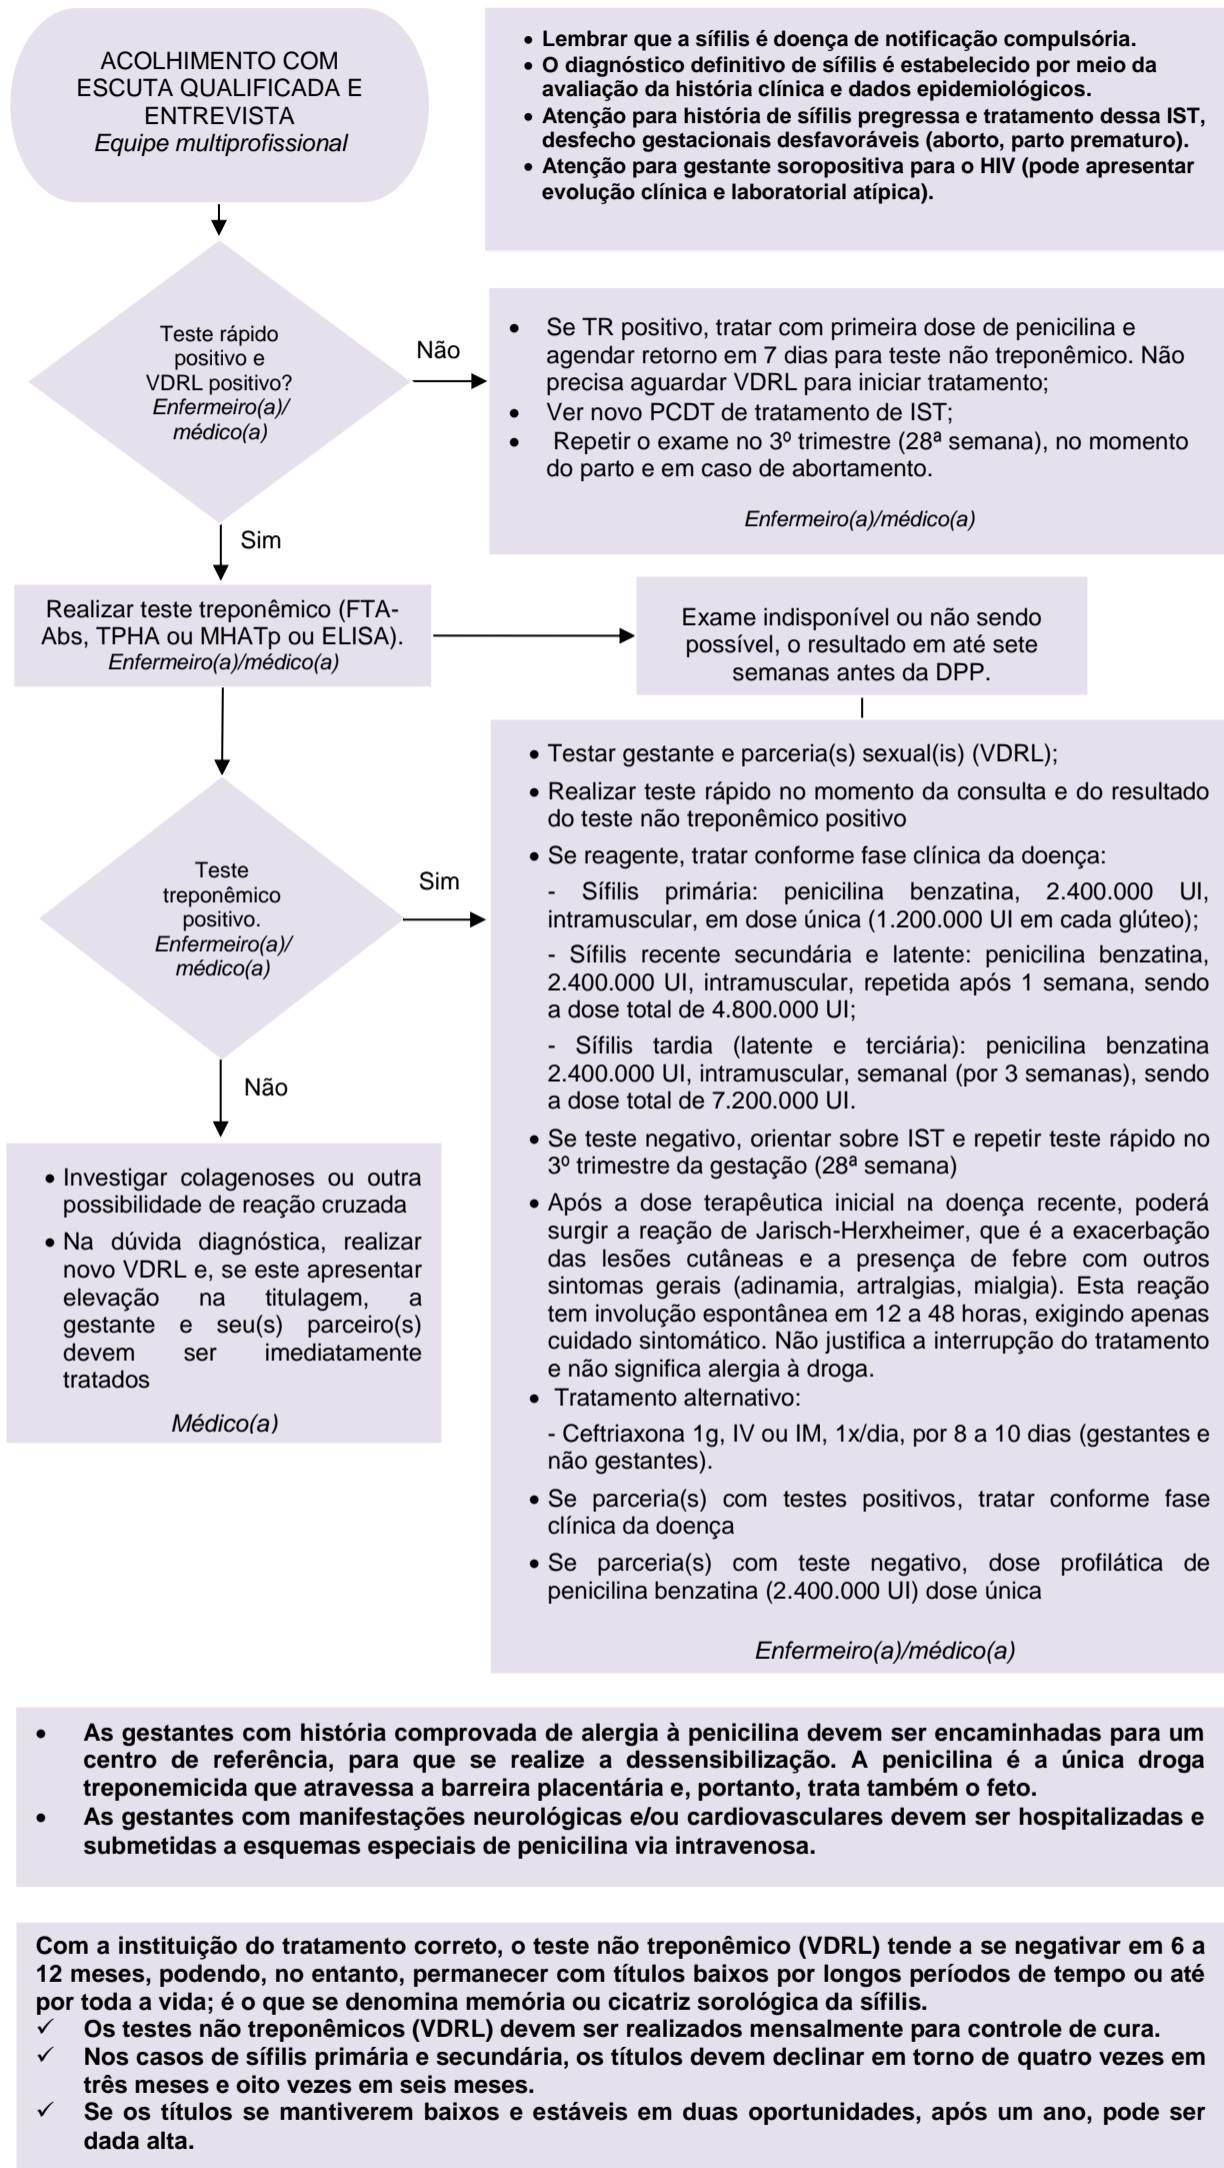 ACOLHIMENTO COM
ESCUTA QUALIFICADA E
ENTREVISTA
Equipe multiprofissional
• Lembrar que a sífilis é doença de notificação compulsória.
• O diagnóstico definitivo de sífilis é estabelecido por meio da
avaliação da história clínica e dados epidemiológicos.
• Atenção para história de sífilis pregressa e tratamento dessa IST,
desfecho gestacionais desfavoráveis (aborto, parto prematuro).
• Atenção para gestante soropositiva para o HIV (pode apresentar
evolução clínica e laboratorial atípica).
Teste rápido
positivo e
VDRL positivo?
Enfermeiro(a)/
médico(a)
Não
• Se TR positivo, tratar com primeira dose de penicilina e
agendar retorno em 7 dias para teste não treponêmico. Não
precisa aguardar VDRL para iniciar tratamento;
• Ver novo PCDT de tratamento de IST;
• Repetir o exame no 3º trimestre (28ª semana), no momento
do parto e em caso de abortamento.
Enfermeiro(a)/médico(a)
Sim
Realizar teste treponêmico (FTA-
Abs, TPHA ou MHATp ou ELISA).
Enfermeiro(a)/médico(a)
Exame indisponível ou não sendo
possível, o resultado em até sete
semanas antes da DPP.
Teste
treponêmico
positivo.
Enfermeiro(a)/
médico(a)
Sim
• Testar gestante e parceria(s) sexual(is) (VDRL);
• Realizar teste rápido no momento da consulta e do resultado
do teste não treponêmico positivo
• Se reagente, tratar conforme fase clínica da doença:
- Sífilis primária: penicilina benzatina, 2.400.000 UI,
intramuscular, em dose única (1.200.000 UI em cada glúteo);
- Sífilis recente secundária e latente: penicilina benzatina,
2.400.000 UI, intramuscular, repetida após 1 semana, sendo
a dose total de 4.800.000 UI;
- Sífilis tardia (latente e terciária): penicilina benzatina
2.400.000 UI, intramuscular, semanal (por 3 semanas), sendo
a dose total de 7.200.000 UI.
• Se teste negativo, orientar sobre IST e repetir teste rápido no
3º trimestre da gestação (28ª semana)
• Após a dose terapêutica inicial na doença recente, poderá
surgir a reação de Jarisch-Herxheimer, que é a exacerbação
das lesões cutâneas e a presença de febre com outros
sintomas gerais (adinamia, artralgias, mialgia). Esta reação
tem involução espontânea em 12 a 48 horas, exigindo apenas
cuidado sintomático. Não justifica a interrupção do tratamento
e não significa alergia à droga.
• Tratamento alternativo:
- Ceftriaxona 1g, IV ou IM, 1x/dia, por 8 a 10 dias (gestantes e
não gestantes).
• Se parceria(s) com testes positivos, tratar conforme fase
clínica da doença
• Se parceria(s) com teste negativo, dose profilática de
penicilina benzatina (2.400.000 UI) dose única
Enfermeiro(a)/médico(a)
Não
• Investigar colagenoses ou outra
possibilidade de reação cruzada
• Na dúvida diagnóstica, realizar
novo VDRL e, se este apresentar
elevação na titulagem, a
gestante e seu(s) parceiro(s)
devem ser imediatamente
tratados
Médico(a)
• As gestantes com história comprovada de alergia à penicilina devem ser encaminhadas para um
centro de referência, para que se realize a dessensibilização. A penicilina é a única droga
treponemicida que atravessa a barreira placentária e, portanto, trata também o feto.
• As gestantes com manifestações neurológicas e/ou cardiovasculares devem ser hospitalizadas e
submetidas a esquemas especiais de penicilina via intravenosa.
Com a instituição do tratamento correto, o teste não treponêmico (VDRL) tende a se negativar em 6 a
12 meses, podendo, no entanto, permanecer com títulos baixos por longos períodos de tempo ou até
por toda a vida; é o que se denomina memória ou cicatriz sorológica da sífilis.
✓ Os testes não treponêmicos (VDRL) devem ser realizados mensalmente para controle de cura.
✓ Nos casos de sífilis primária e secundária, os títulos devem declinar em torno de quatro vezes em
três meses e oito vezes em seis meses.
✓ Se os títulos se mantiverem baixos e estáveis em duas oportunidades, após um ano, pode ser
dada alta.